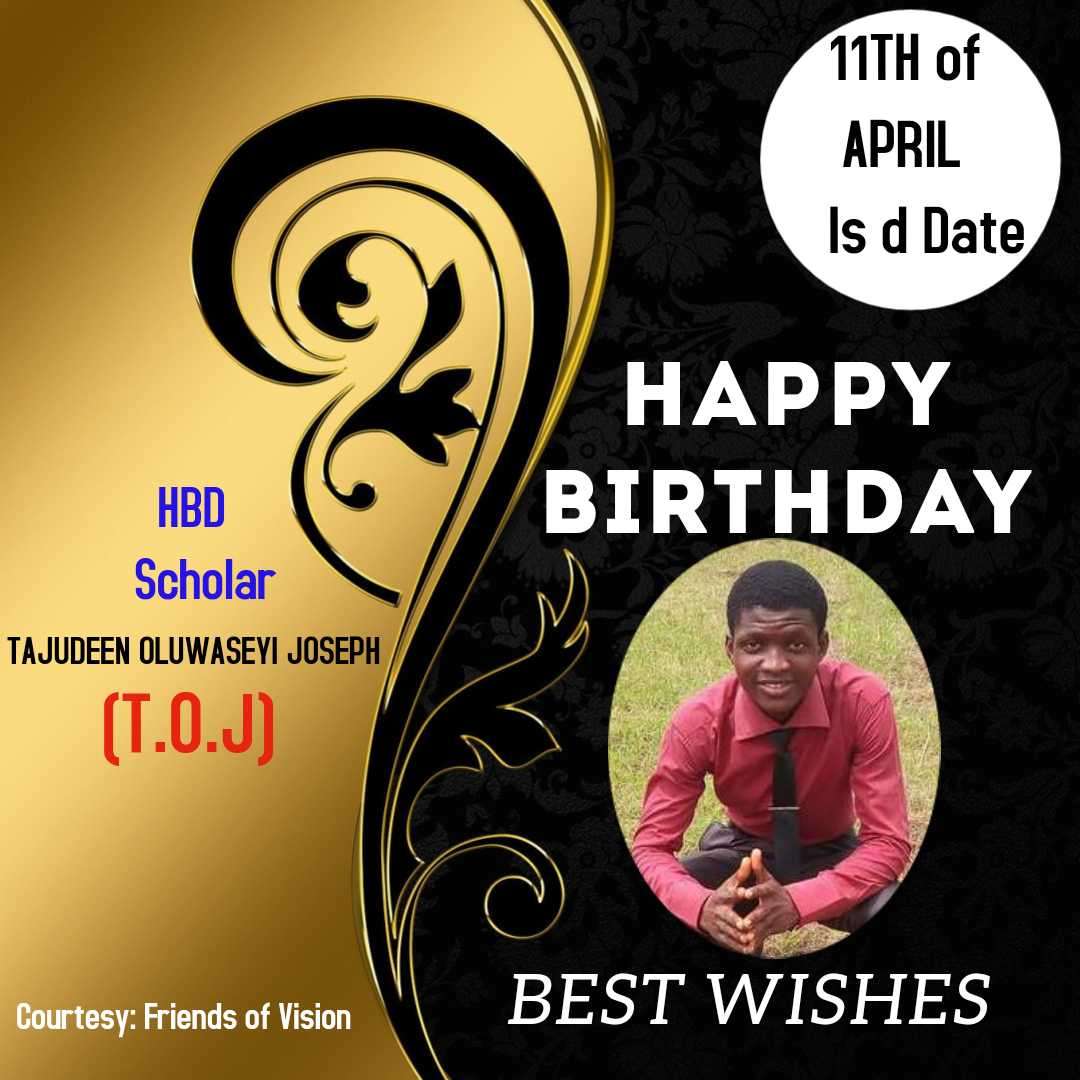 11TH of
APRIL
Is d Date
HAPPY
BIRTHDAY
HBD
Scholar
TAJUDEEN OLUWASEYI JOSEPH
(T.O.J)
BEST WISHES
Courtesy: Friends of Vision